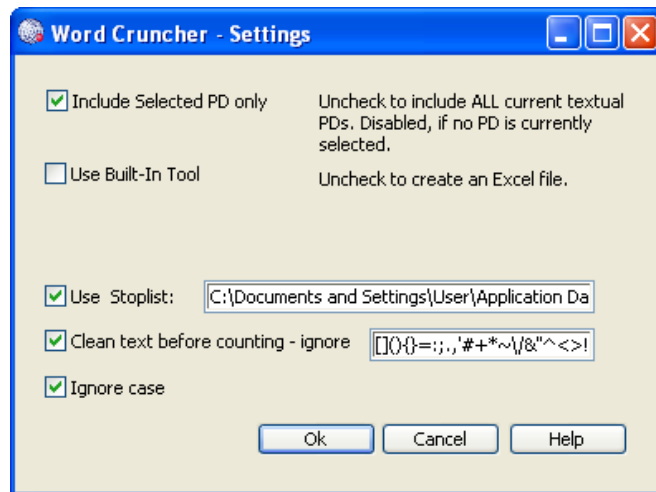 Word Cruncher - Settings
Include Selected PD only
Uncheck to include ALL current textual
PDs. Disabled, if no PD is currently
selected.
Use Built-In Tool
Uncheck to create an Excel file.
Use Stoplist:
C:\Documents and Settings\User\Application Da
Clean text before counting - ignore
[](){}=:;.,'#+*~\/&"^<>!
Ignore case
Ok
Cancel
Help